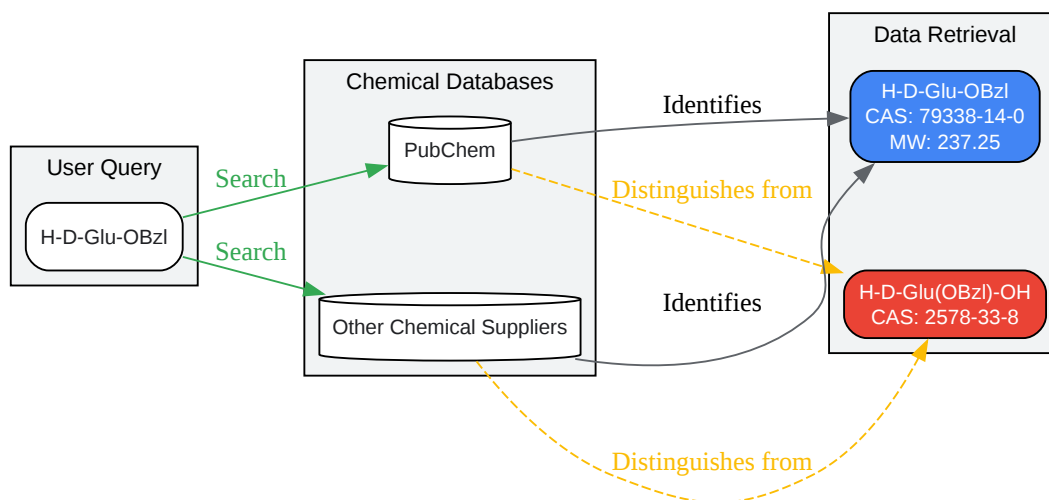 User Query
H-D-Glu-OBzl
Search
Search
Chemical Databases
PubChem
Other Chemical Suppliers
Identifies
Distinguishes from
Identifies
Distinguishes from
Data Retrieval
H-D-Glu-OBzl
CAS: 79338-14-0
MW: 237.25
H-D-Glu(OBzl)-OH
CAS: 2578-33-8